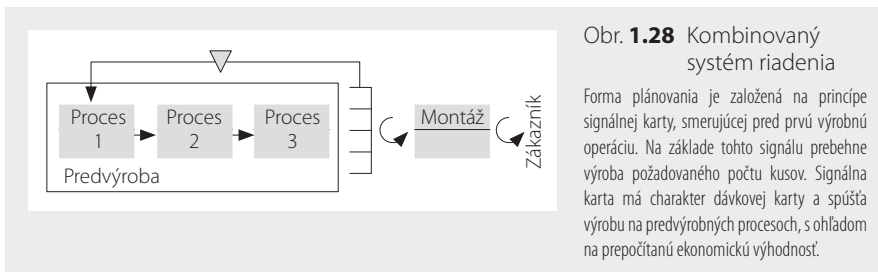 Proces
1
Proces
2
Proces
3
Predvýroba
Montáž
Zákazník
Obr. 1.28 Kombinovaný
systém riadenia
Forma plánovania je založená na princípe
signálnej karty, smerujúcej pred prvú výrobnú
operáciu. Na základe tohto signálu prebehne
výroba požadovaného počtu kusov. Signálna
karta má charakter dávkovej karty a spúšťa
výrobu na predvýrobných procesoch, s ohľadom
na prepočítanú ekonomickú výhodnosť.